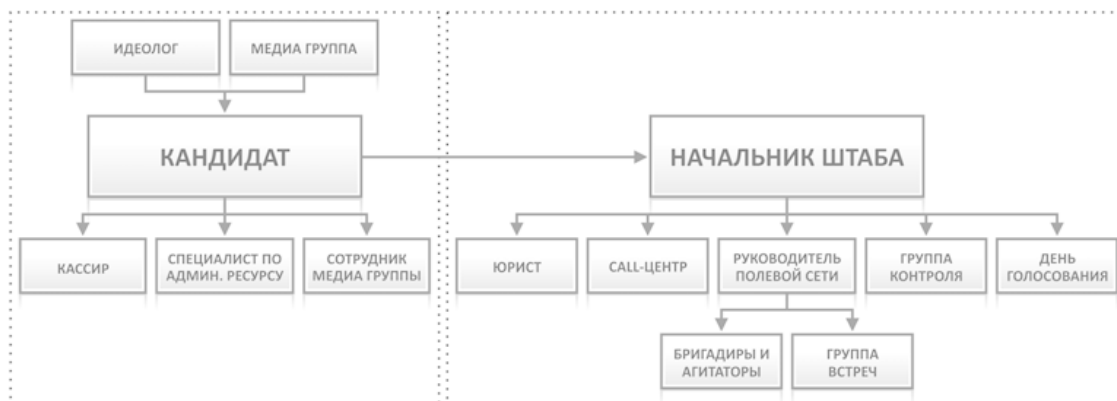 ИДЕОЛОГ
МЕДИА ГРУППА
КАНДИДАТ
НАЧАЛЬНИК ШТАБА
КАССИР
СПЕЦИАЛИСТ ПО
АДМИН. РЕСУРСУ
СОТРУДНИК
МЕДИА ГРУППЫ
ЮРИСТ
CALL-ЦЕНТР
РУКОВОДИТЕЛЬ
ПОЛЕВОЙ СЕТИ
ГРУППА
КОНТРОЛЯ
ДЕНЬ
ГОЛОСОВАНИЯ
БРИГАДИРЫ И
АГИТАТОРЫ
ГРУППА
ВСТРЕЧ